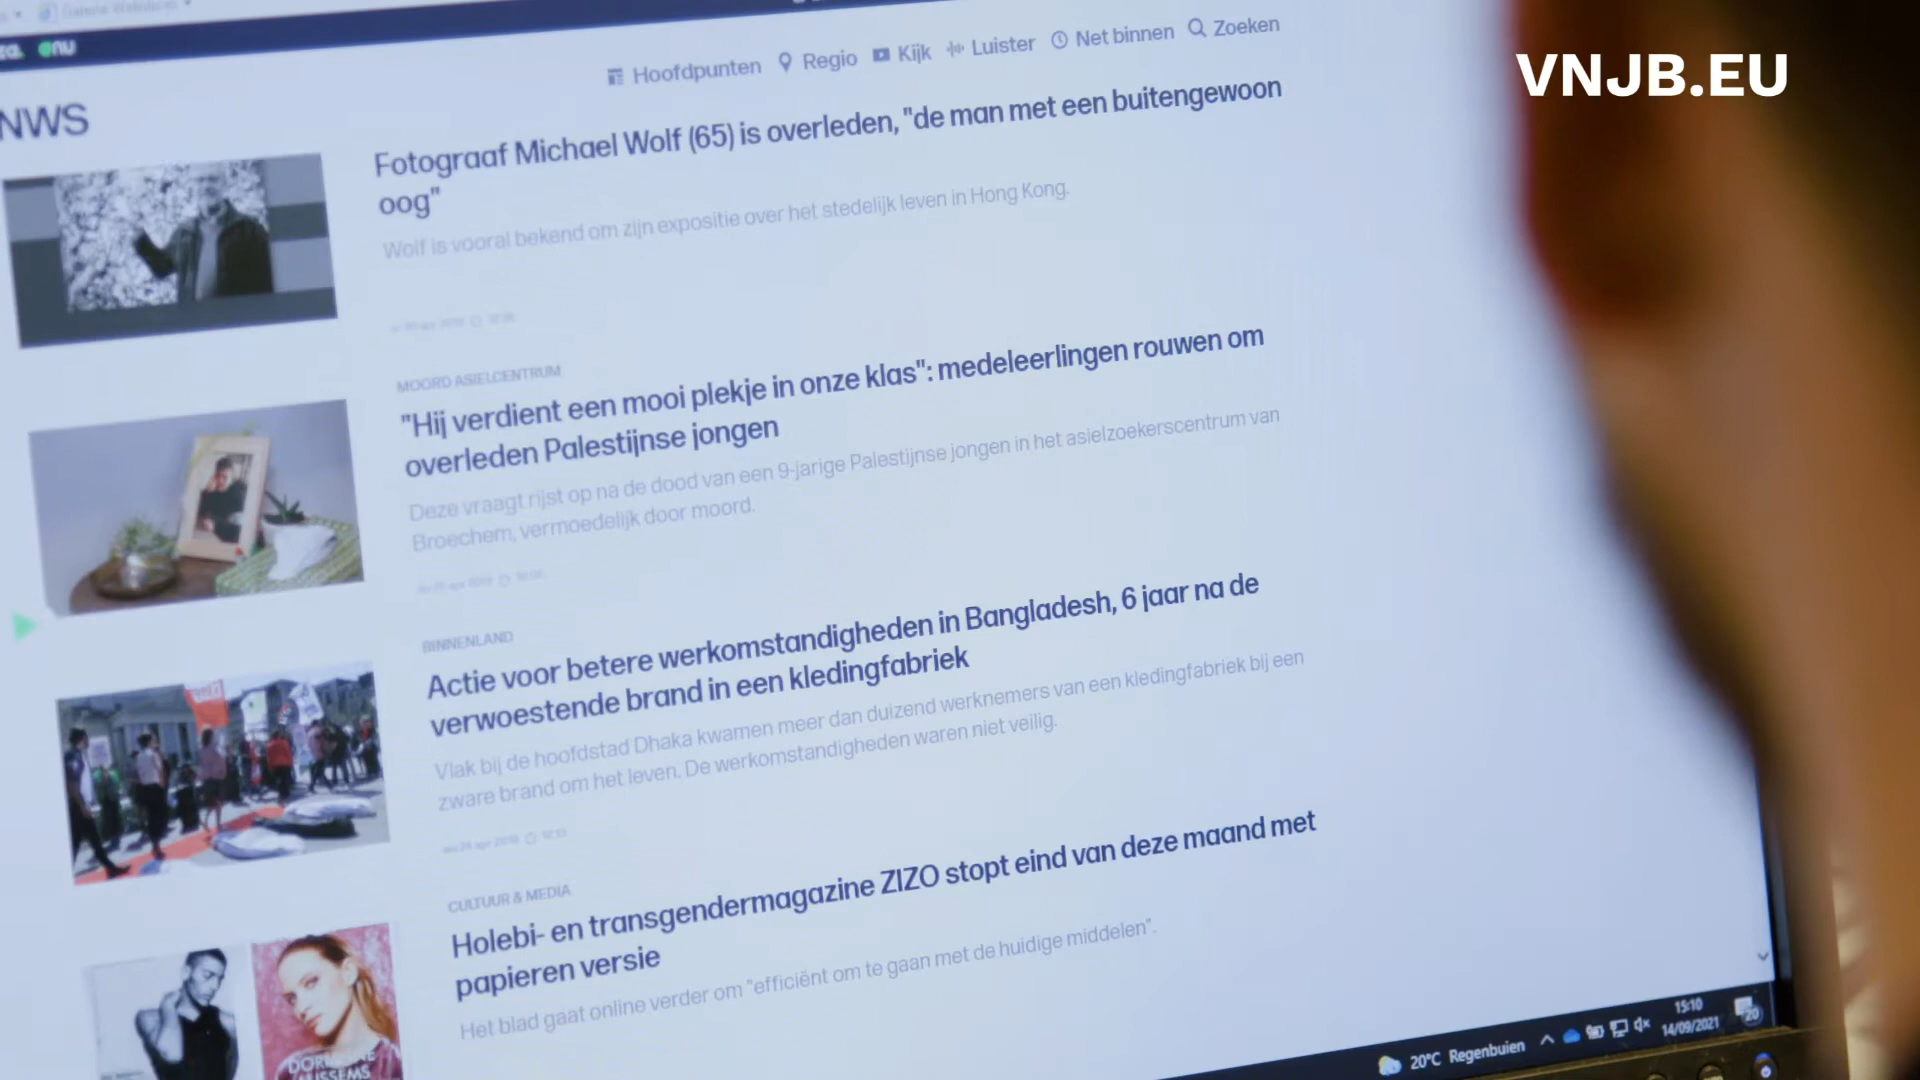 VNJB.EU
nu
Hoofdpunten Regio Kijk Luister Net binnen Zoeken
NWS
Fotograaf Michael Wolf (65) is overleden, "de man met een buitengewoon
oog"
Wolf is vooral bekend om zijn expositie over het stedelijk leven in Hong Kong.
MOORD ASIELCENTRUM
"Hij verdient een mooi plekje in onze klas": medeleerlingen rouwen om
overleden Palestijnse jongen
Deze vraagt rijst op na de dood van een 9-jarige Palestijnse jongen in het asielzoekerscentrum van
Broechem, vermoedelijk door moord.
BINNENLAND
Actie voor betere werkomstandigheden in Bangladesh, 6 jaar na de
verwoestende brand in een kledingfabriek
Vlak bij de hoofdstad Dhaka kwamen meer dan duizend werknemers van een kledingfabriek bij een
zware brand om het leven. De werkomstandigheden waren niet veilig.
CULTUUR & MEDIA
Holebi- en transgendermagazine ZIZO stopt eind van deze maand met
papieren versie
Het blad gaat online verder om "efficiënt om te gaan met de huidige middelen".
20°C Regenbuien
15:10
14/09/2021
20